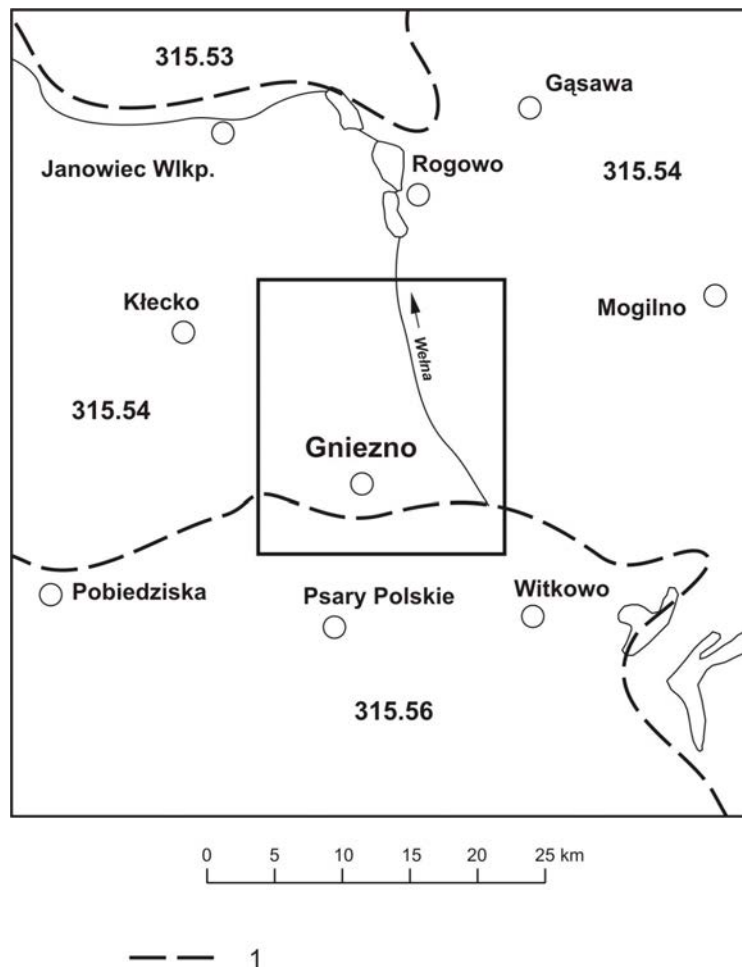 315.53
Gąsawa
Janowiec Wlkp.
Rogowo
315.54
Kłecko
Mogilno
Wełna
315.54
Gniezno
Pobiedziska
Psary Polskie
Witkowo
315.56
0 5 10 15 20 25 km
1